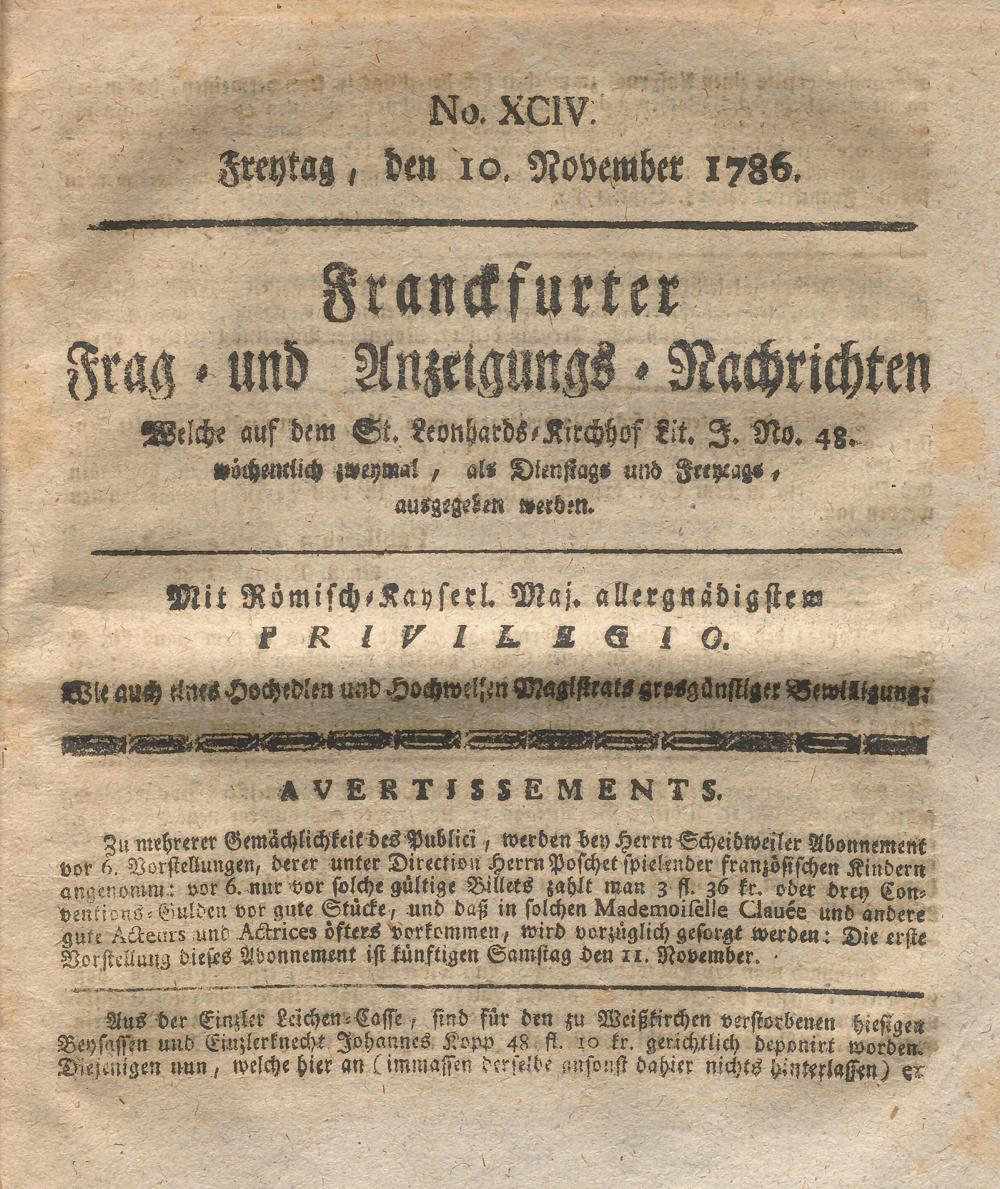 No. XCIV.
Freytag, den 10. November 1786.
Franckfurter
Frag- und Anzeigungs-Nachrichten
Welche auf dem St. Leonhards-Kirchhof Lit. J. No. 48.
wöchentlich zweymal, als Dienstags und Freytags,
ausgegeben werden.
Mit Römisch-Kayserl. Maj. allergnädigstem
PRIVILEGIO.
Wie auch eines Hochedlen und Hochweisen Magistrats grosgünstiger Bewilligung:
AVERTISSEMENTS.
Zu mehrerer Gemächlichkeit des Publici, werden bey Herrn Scheidweiler Abonnement
vor 6. Vorstellungen, derer unter Direction Herrn Poschet spielender französischen Kindern
angenomm: vor 6. nur vor solche gültige Billets zahlt man 3 fl. 36 kr. oder drey Con-
ventions-Gulden vor gute Stücke, und daß in solchen Mademoiselle Clauée und andere
gute Acteurs und Actrices öfters vorkommen, wird vorzüglich gesorgt werden: Die erste
Vorstellung dieses Abonnement ist künftigen Samstag den 11. November.
Aus der Einzler Leichen-Casse, sind für den zu Weißkirchen verstorbenen hiesigen
Beysassen und Einzlerknecht Johannes Kopp 48 fl. 10 kr. gerichtlich deponirt worden.
Diejenigen nun, welche hier an (immassen derselbe ansonst dahier nichts hinterlassen) er